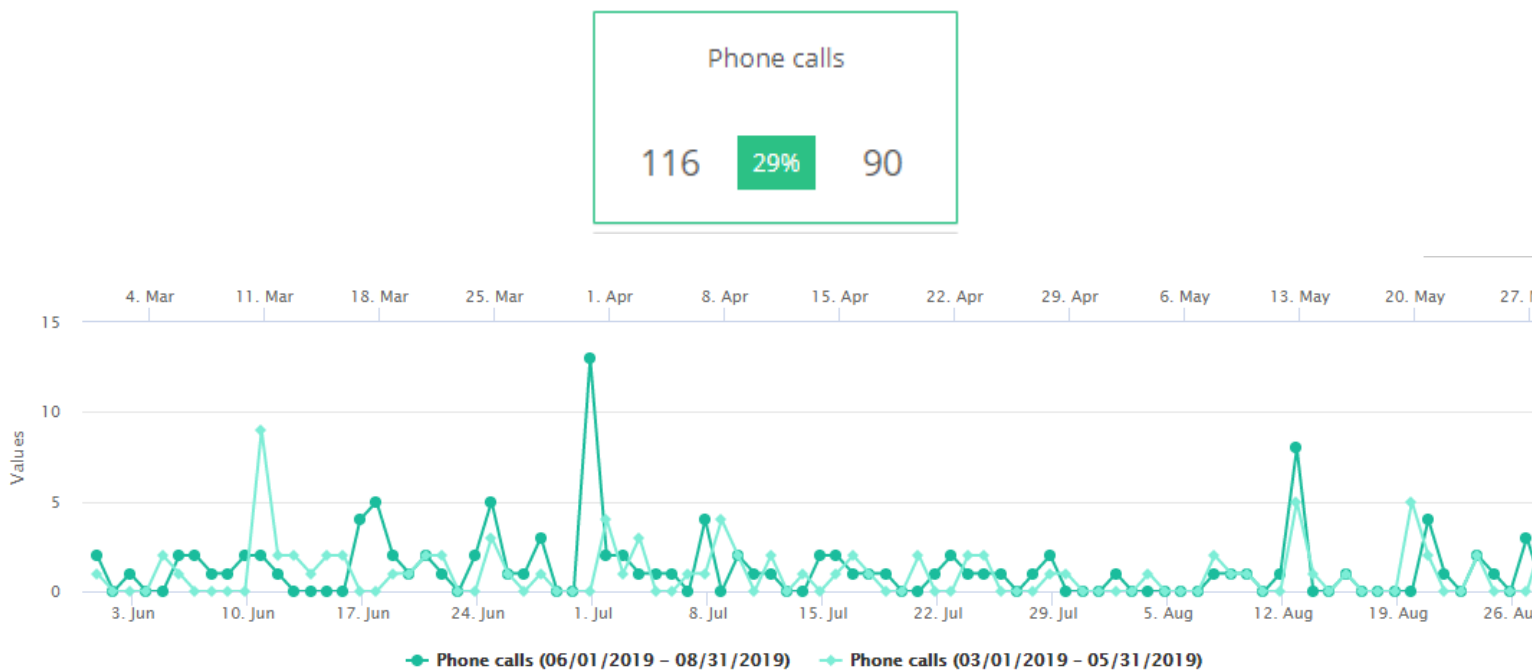 Phone calls
116 29% 90
4. Mar 11. Mar 18. Mar 25. Mar 1. Apr 8. Apr 15. Apr 22. Apr 29. Apr 6. May 13. May 20. May 27.
15
10
5
0
Values
3. Jun 10. Jun 17. Jun 24. Jun 1. Jul 8. Jul 15. Jul 22. Jul 29. Jul 5. Aug 12. Aug 19. Aug 26. Au
Phone calls (06/01/2019 - 08/31/2019) Phone calls (03/01/2019 - 05/31/2019)